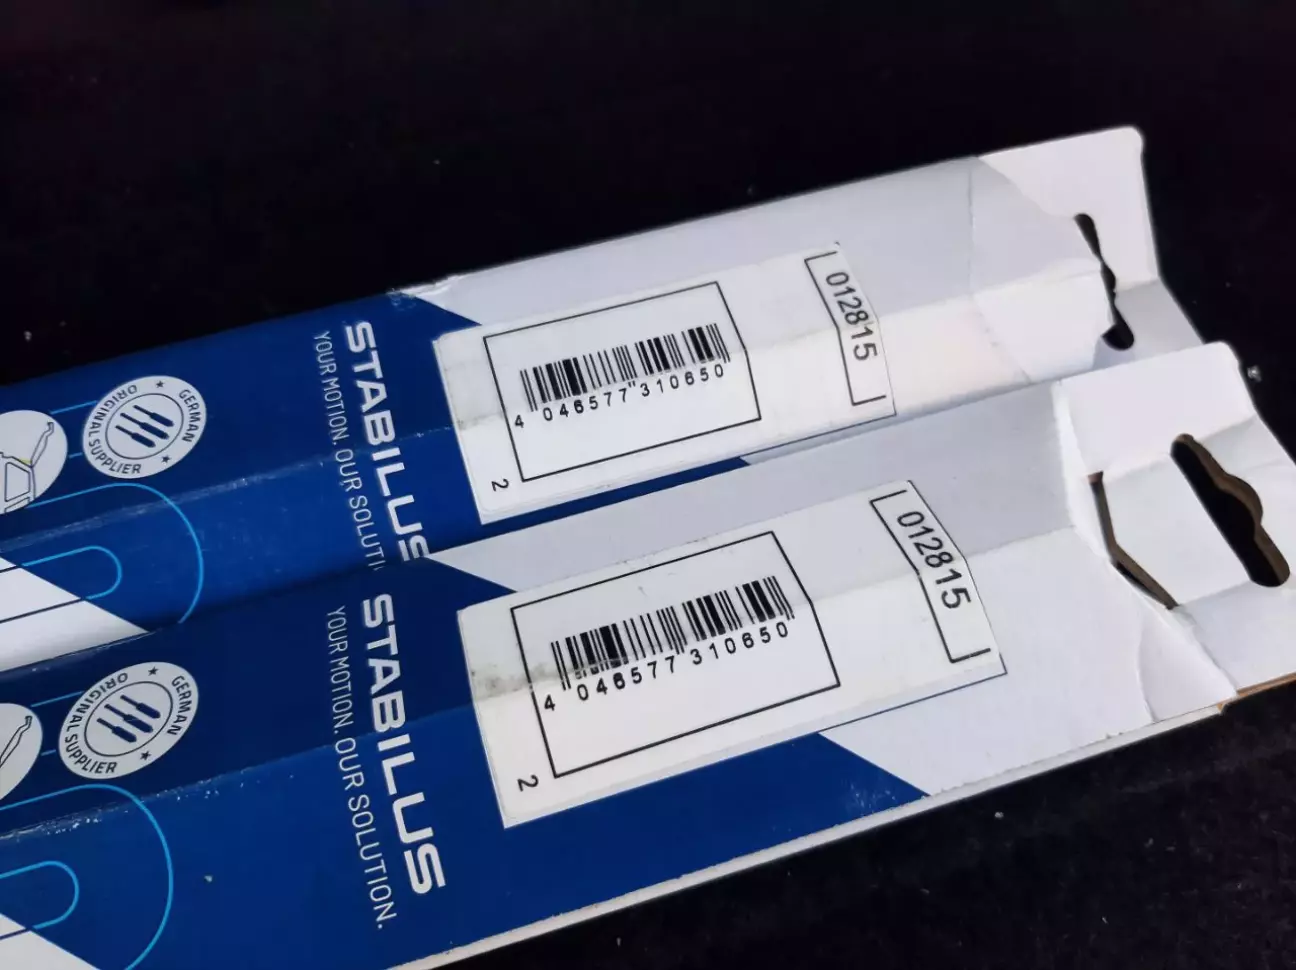 GERMAN
ORIGINAL SUPPLIER
STABILUS
YOUR MOTION. OUR SOLUTI
4 046577 310650
2
012815
GERMAN
ORIGINAL SUPPLIER
STABILUS
YOUR MOTION. OUR SOLUTION.
4 046577 310650
2
012815